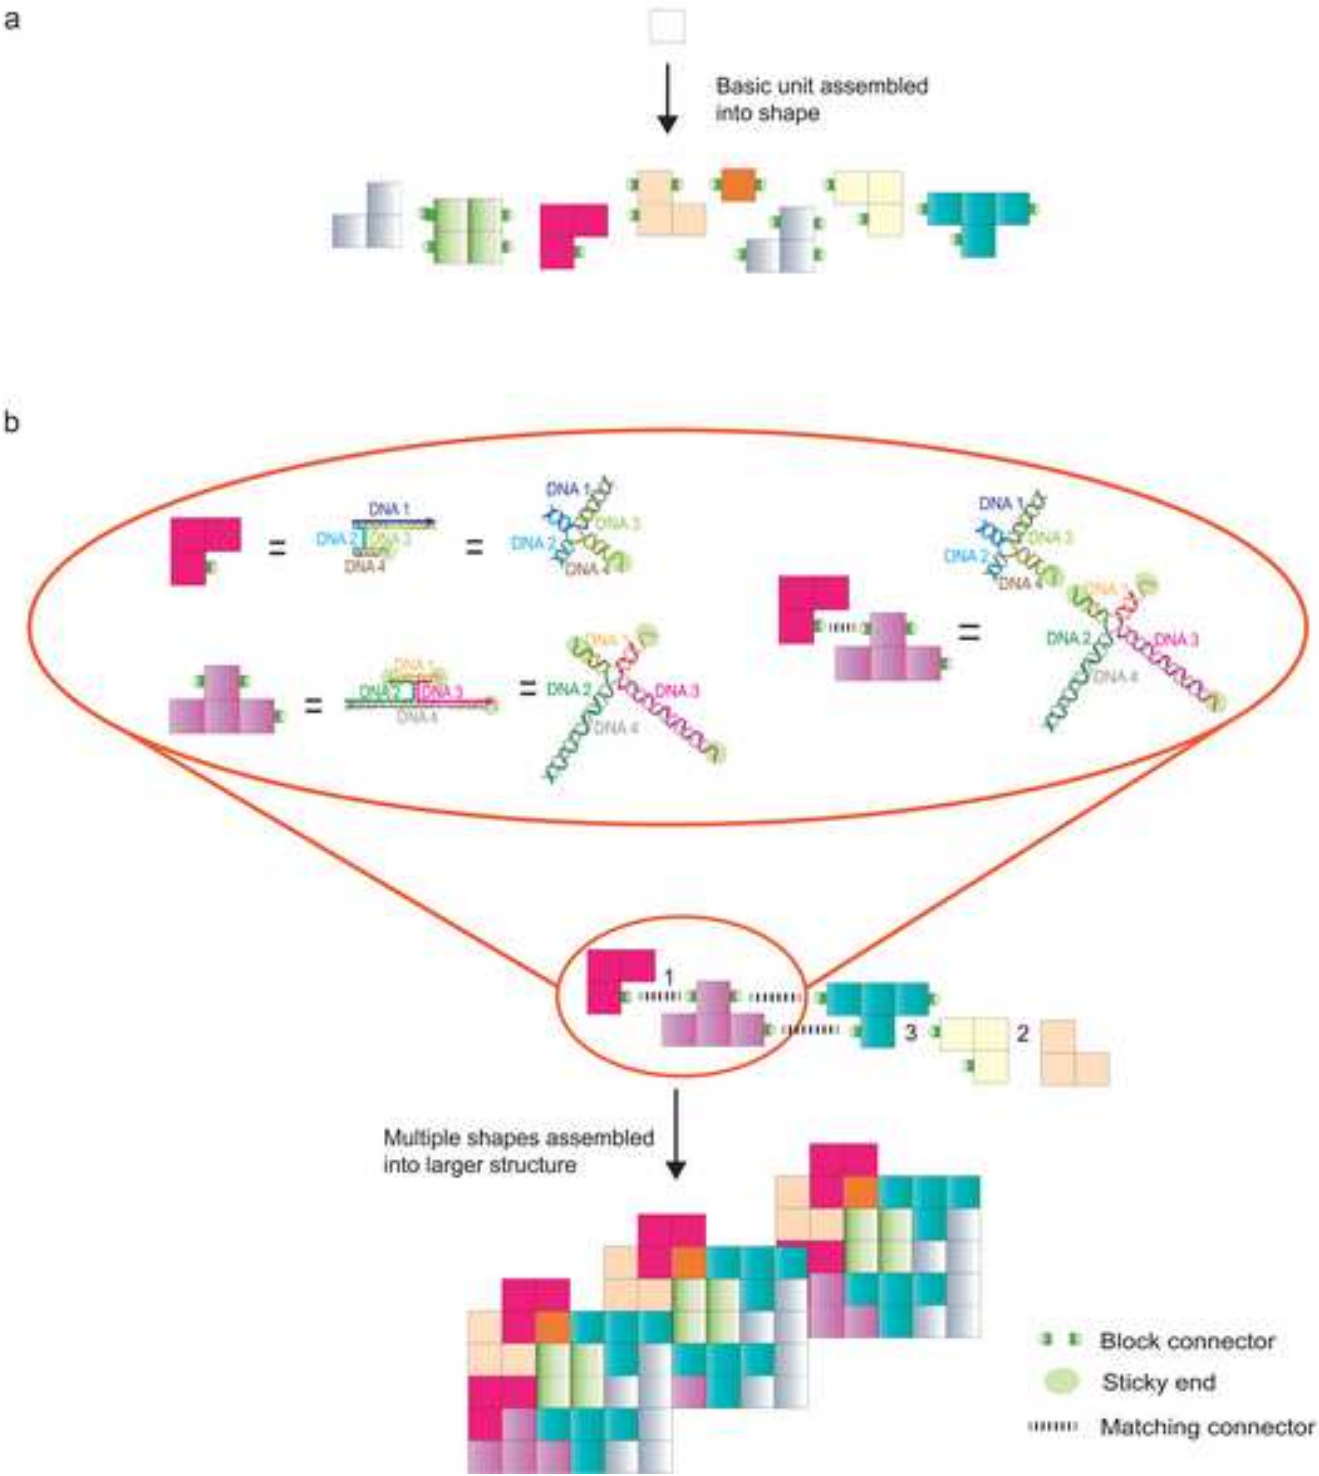 a
Basic unit assembled
into shape
b
DNA 1
DNA 2
DNA 3
DNA 4
DNA 1
DNA 3
DNA 2
DNA 4
DNA 1
DNA 3
DNA 2
DNA 4
DNA 1
DNA 2
DNA 3
DNA 4
DNA 2
DNA 3
DNA 4
DNA 2
DNA 3
DNA 4
1
3
2
Multiple shapes assembled
into larger structure
Block connector
Sticky end
Matching connector